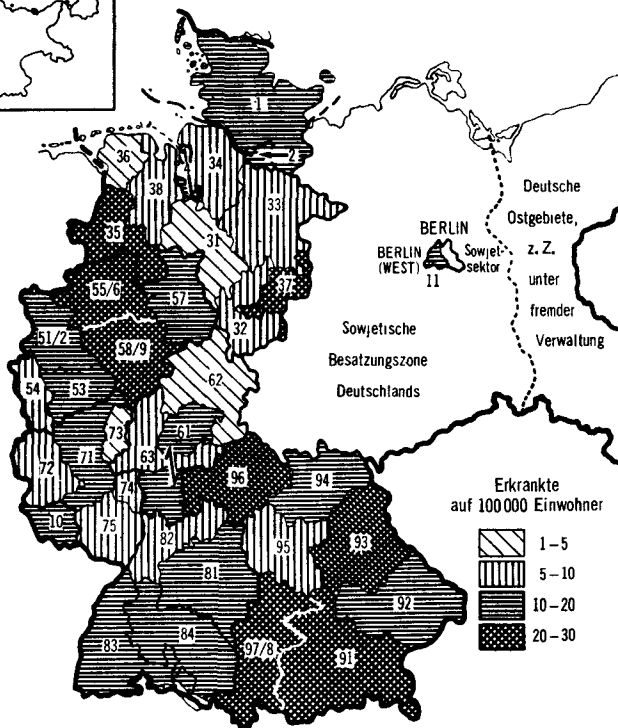 1
2
36
34
38
33
35
31
55/6
57
37
32
51/2
58/9
54
53
62
73
61
72
71
63
96
74
94
10
75
82
95
93
81
92
83
84
97/8
91
BERLIN
BERLIN
(WEST)
Sowjet-
sektor
11
Deutsche
Ostgebiete,
z. Z.
unter
fremder
Verwaltung
Sowjetische
Besatzungszone
Deutschlands
Erkrankte
auf 100 000 Einwohner
1–5
5–10
10–20
20–30